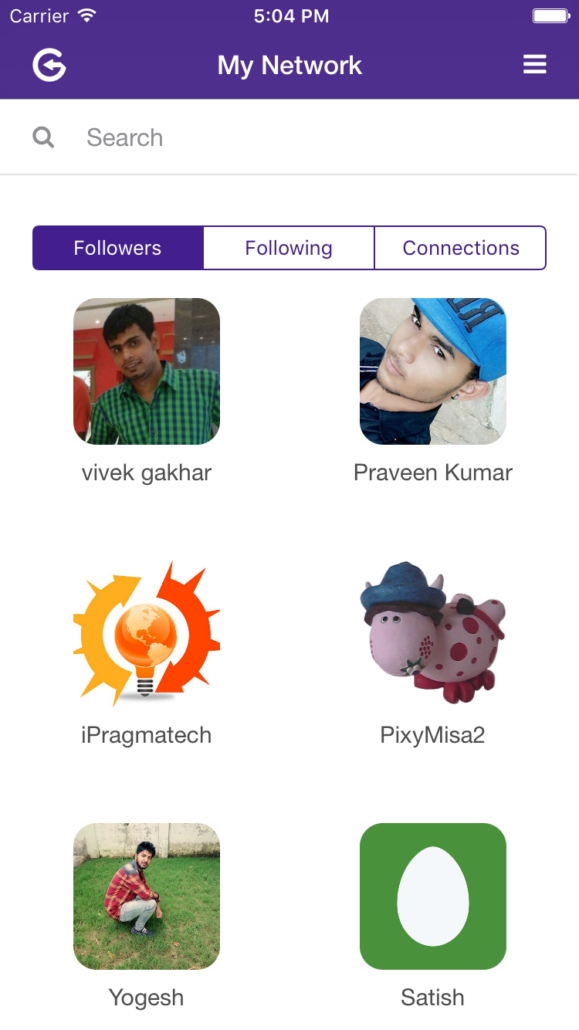 Carrier 5:04 PM
My Network
Search
Followers Following Connections
vivek gakhar Praveen Kumar
iPragmatech PixyMisa2
Yogesh Satish